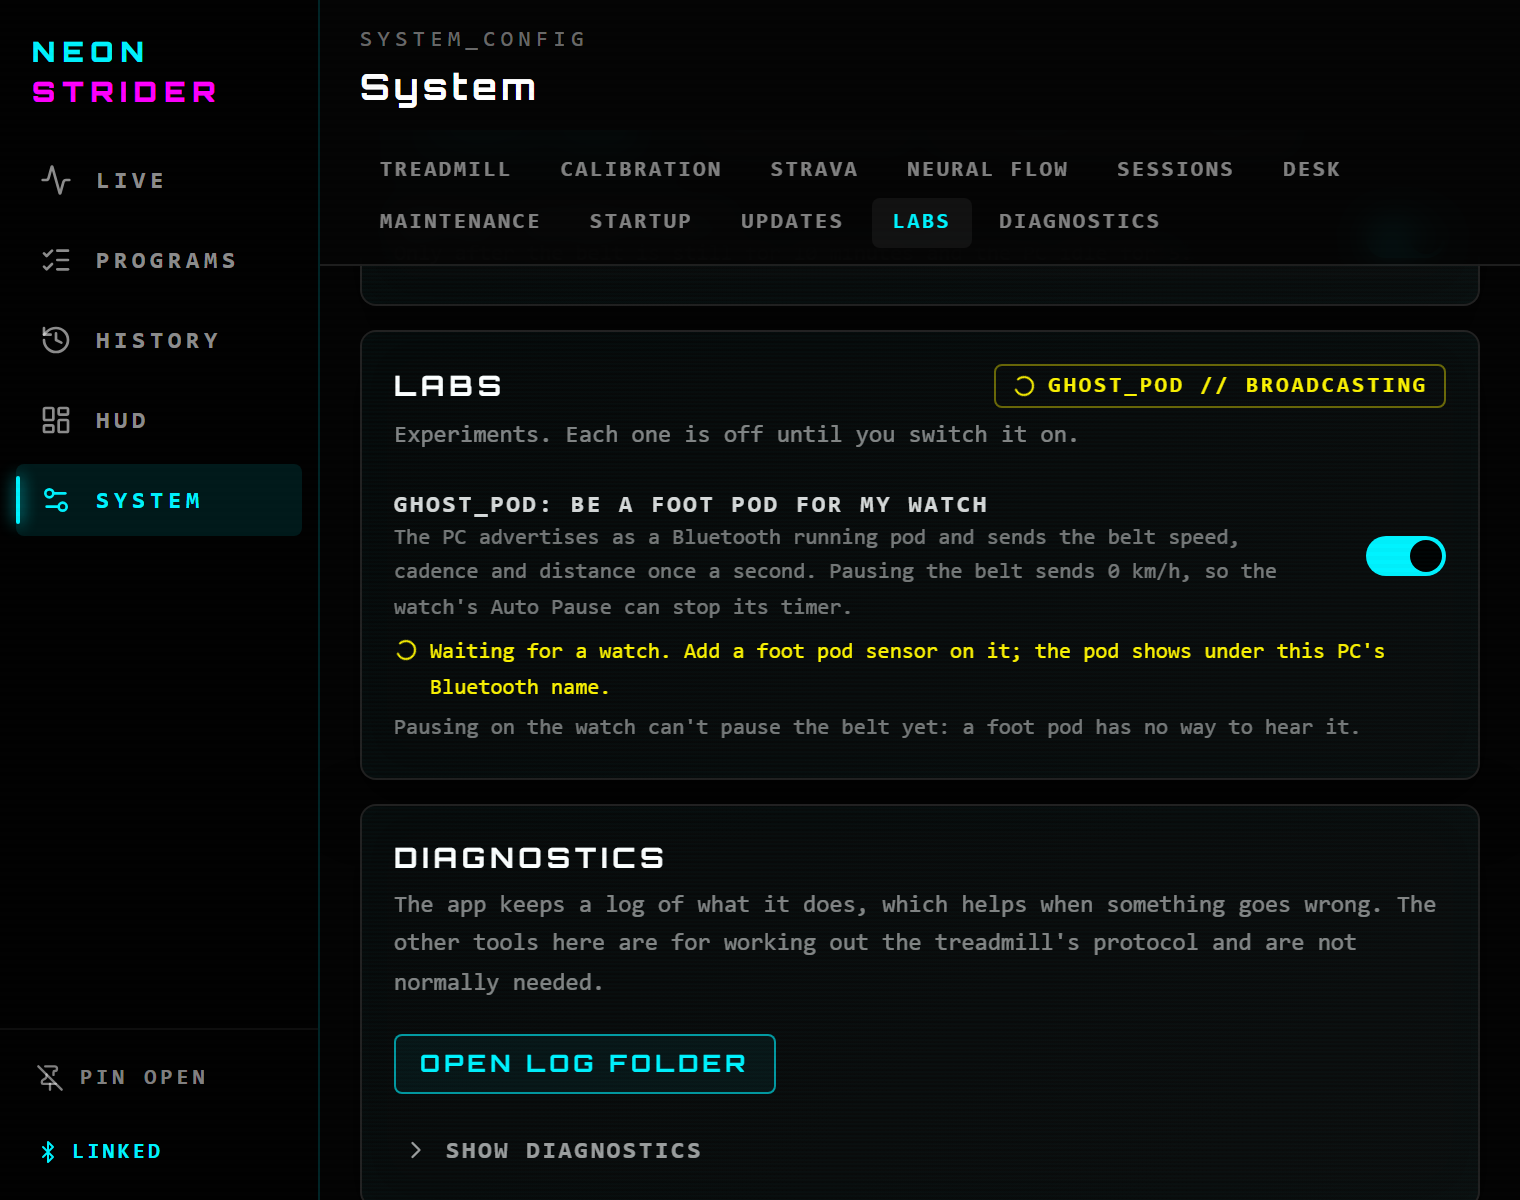 NEON
STRIDER
LIVE
PROGRAMS
HISTORY
HUD
SYSTEM
PIN OPEN
LINKED
SYSTEM_CONFIG
System
TREADMILL CALIBRATION STRAVA NEURAL FLOW SESSIONS DESK
MAINTENANCE STARTUP UPDATES LABS DIAGNOSTICS
LABS
GHOST_POD // BROADCASTING
Experiments. Each one is off until you switch it on.
GHOST_POD: BE A FOOT POD FOR MY WATCH
The PC advertises as a Bluetooth running pod and sends the belt speed,
cadence and distance once a second. Pausing the belt sends 0 km/h, so the
watch's Auto Pause can stop its timer.
Waiting for a watch. Add a foot pod sensor on it; the pod shows under this PC's
Bluetooth name.
Pausing on the watch can't pause the belt yet: a foot pod has no way to hear it.
DIAGNOSTICS
The app keeps a log of what it does, which helps when something goes wrong. The
other tools here are for working out the treadmill's protocol and are not
normally needed.
OPEN LOG FOLDER
SHOW DIAGNOSTICS